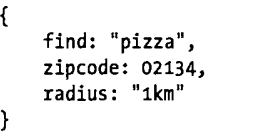 {
    find: "pizza",
    zipcode: 02134,
    radius: "1km"
}